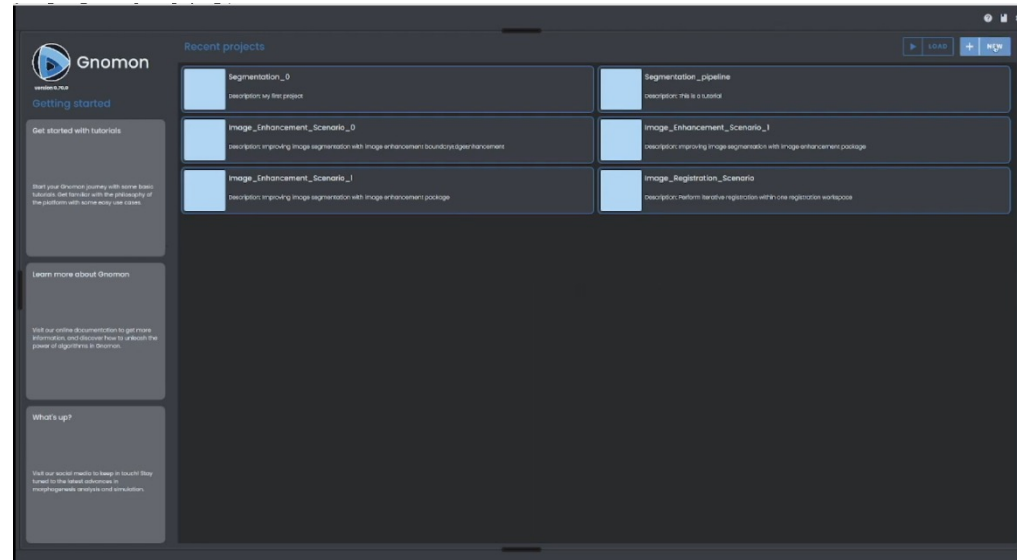 Gnomon
version 0.70.0
Getting started
Get started with tutorials
Start your Gnomon journey with some basic
tutorials. Get familiar with the philosophy of
the platform with some easy use cases.
Learn more about Gnomon
Visit our online documentation to get more
information, and discover how to unleash the
power of algorithms in Gnomon.
What's up?
Visit our social media to keep in touch! Stay
tuned to the latest advances in
morphogenesis analysis and simulation.
Recent projects
LOAD
+ NEW
Segmentation_0
Description: My first project
Segmentation_pipeline
Description: This is a tutorial
Image_Enhancement_Scenario_0
Description: Improving image segmentation with image enhancement
Image_Enhancement_Scenario_1
Description: Improving image segmentation with image enhancement package
Image_Enhancement_Scenario_1
Description: Improving image segmentation with image enhancement package
Image_Registration_Scenario
Description: Perform iterative registration within one registration workspace